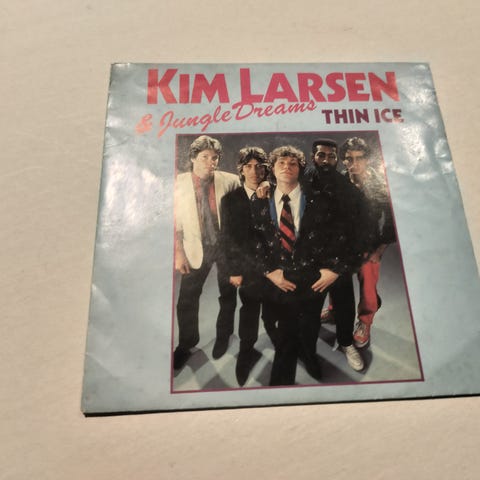 KIM LARSEN
& Jungle Dreams
THIN ICE